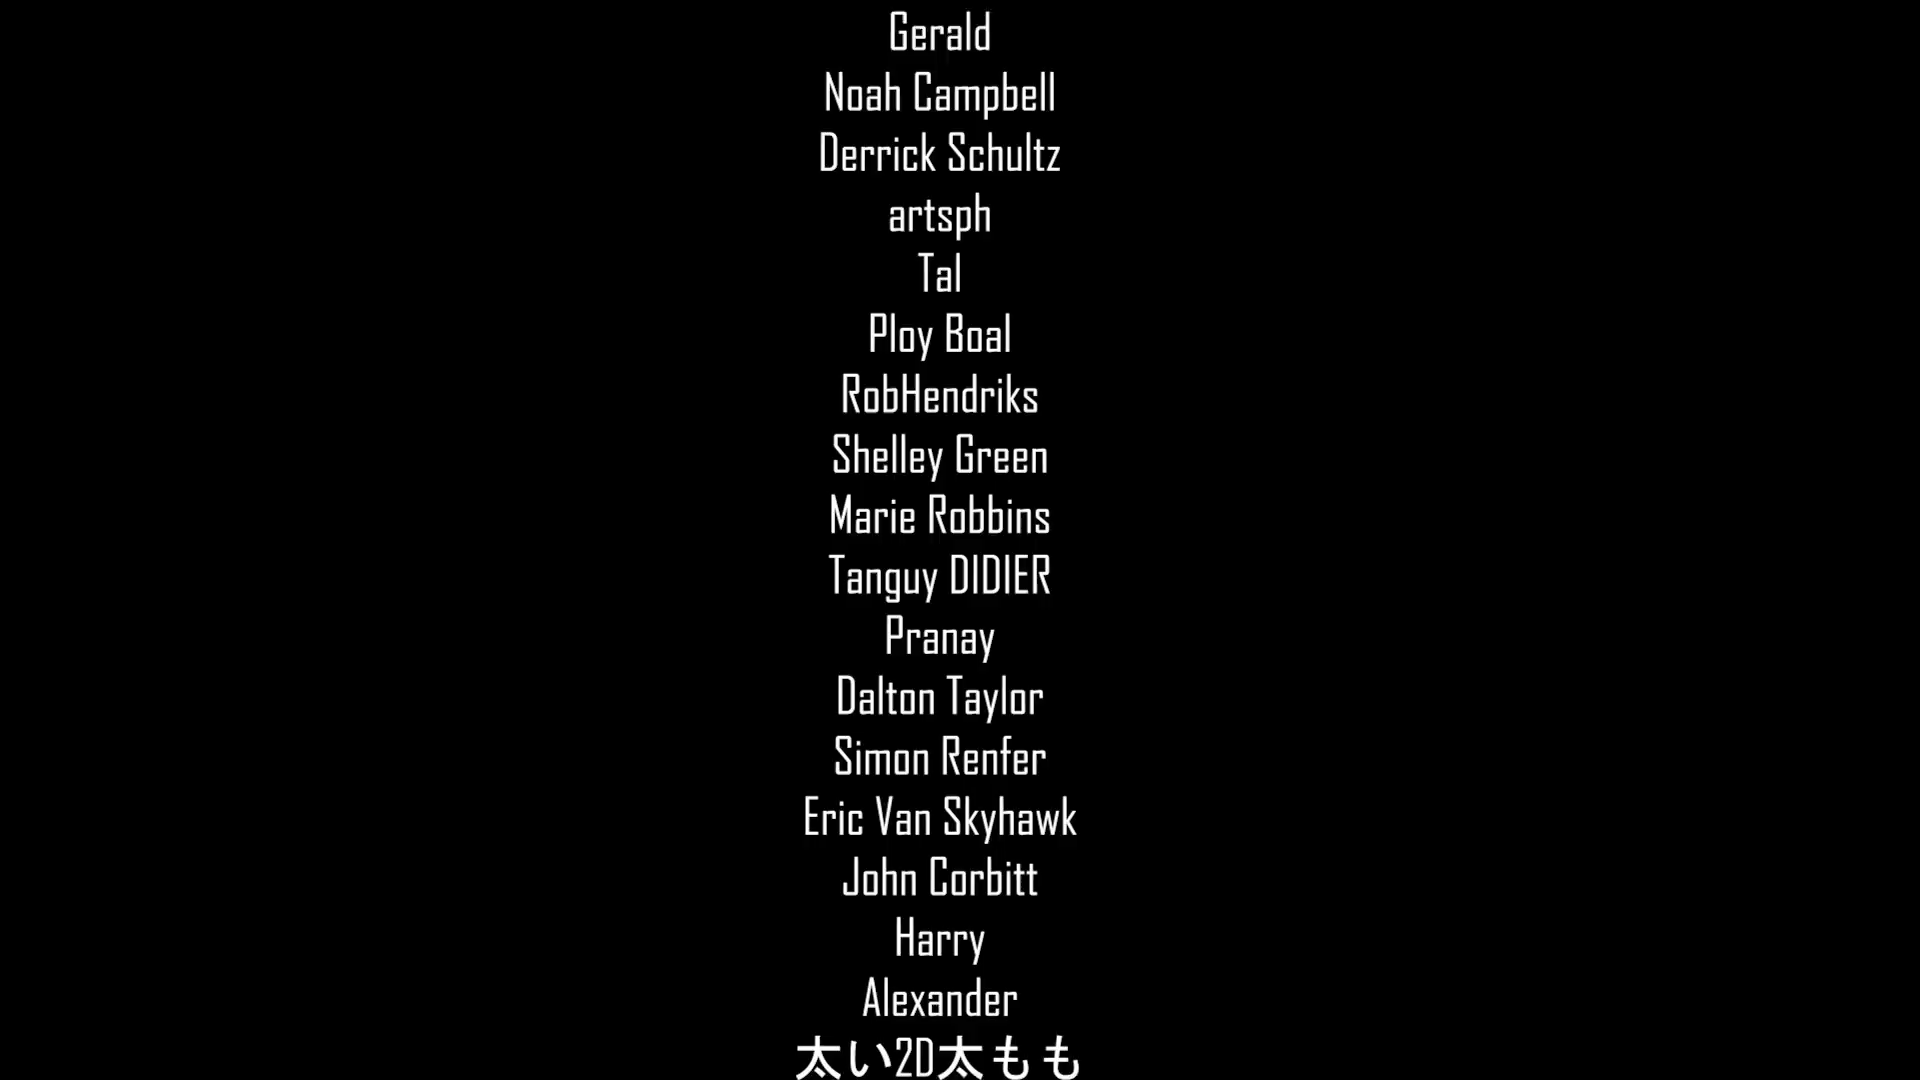 Gerald
Noah Campbell
Derrick Schultz
artsph
Tal
Ploy Boal
RobHendriks
Shelley Green
Marie Robbins
Tanguy DIDIER
Pranay
Dalton Taylor
Simon Renfer
Eric Van Skyhawk
John Corbitt
Harry
Alexander
太い2D太もも